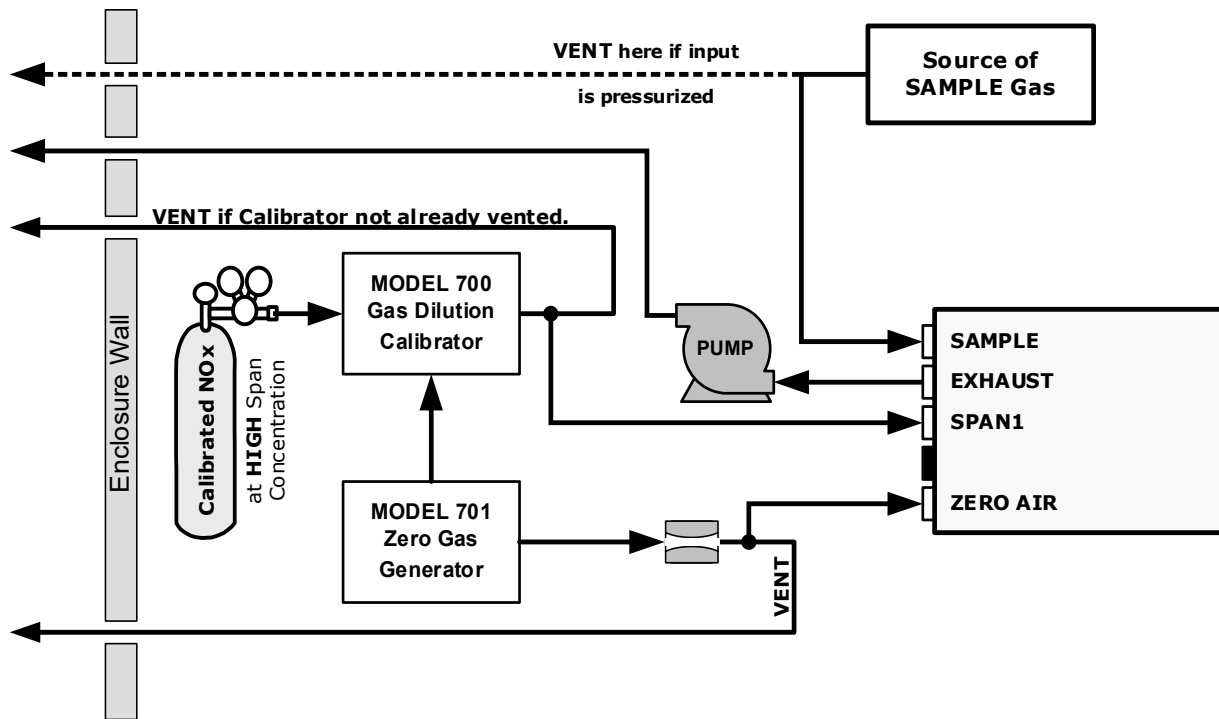 VENT here if input
is pressurized
Source of
SAMPLE Gas
VENT if Calibrator not already vented.
Enclosure Wall
Calibrated NOx
at HIGH Span
Concentration
MODEL 700
Gas Dilution
Calibrator
PUMP
SAMPLE
EXHAUST
SPAN1
ZERO AIR
MODEL 701
Zero Gas
Generator
VENT